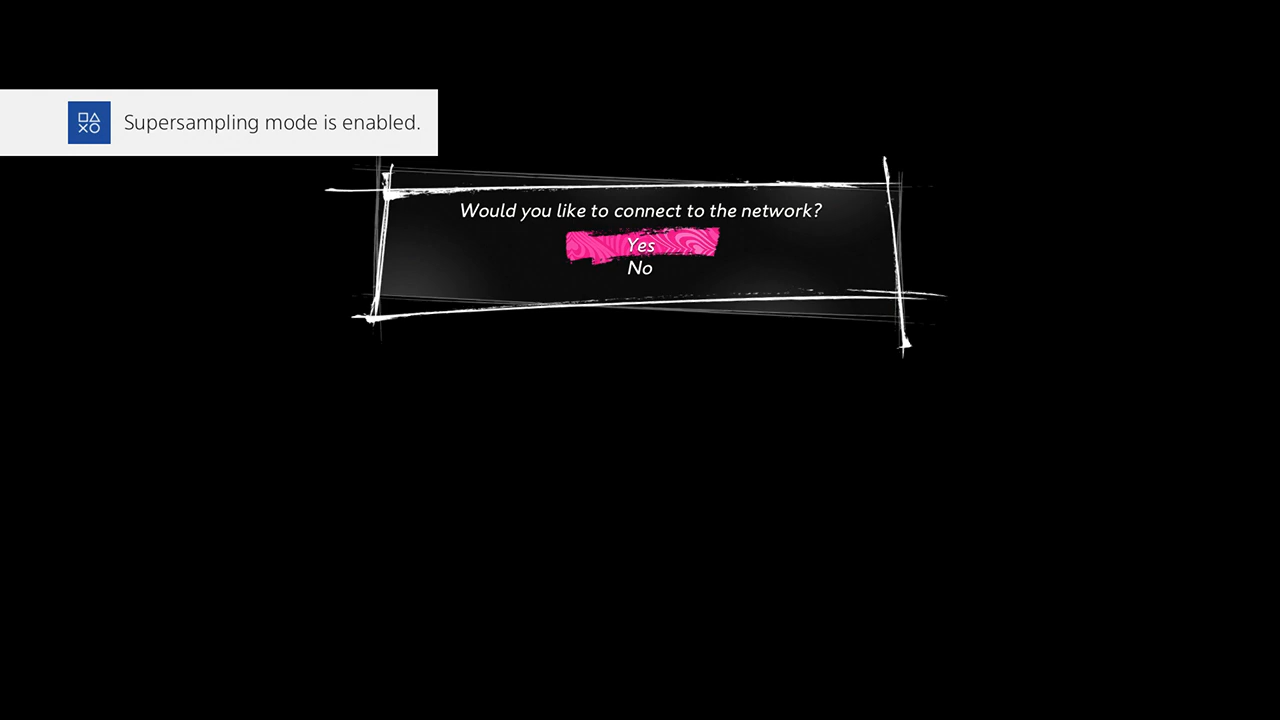 Supersampling mode is enabled.
Would you like to connect to the network?
Yes
No